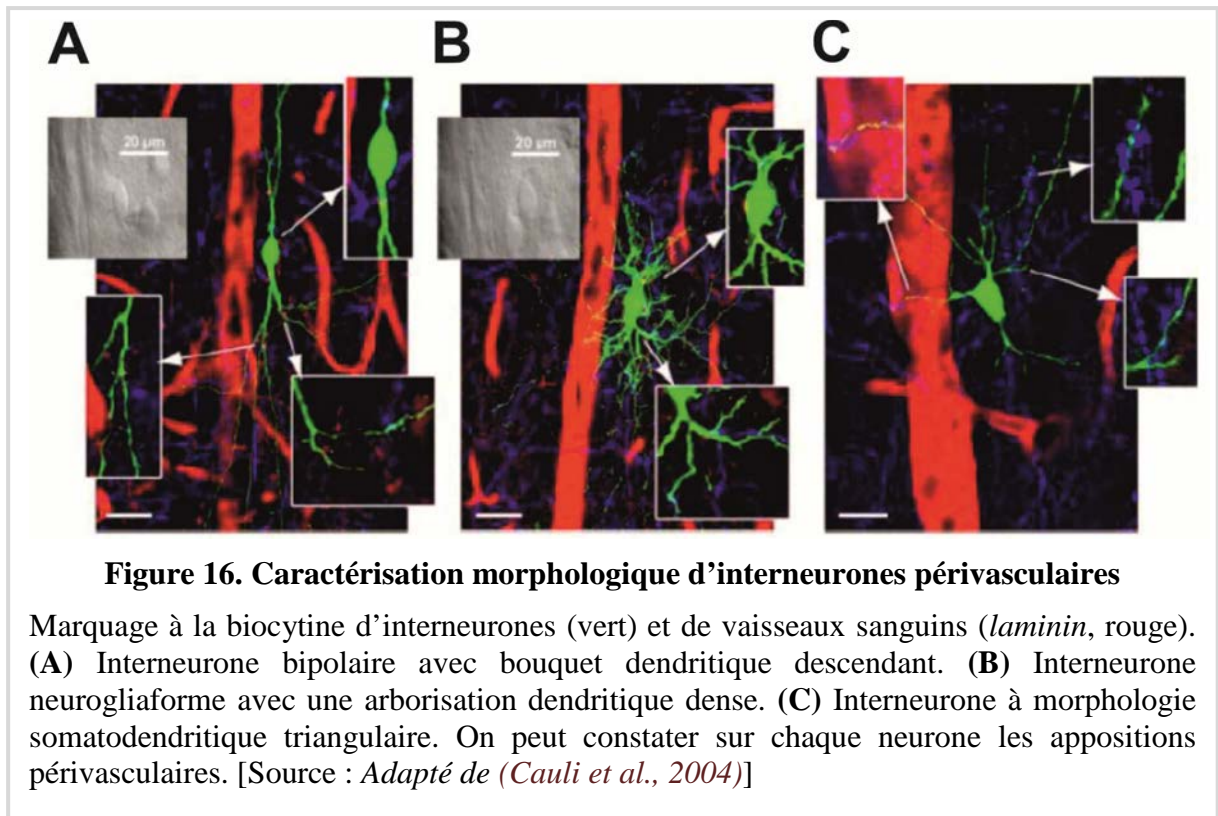 A
B
C
20 µm
20 µm
Figure 16. Caractérisation morphologique d’interneurones périvasculaires
Marquage à la biocytine d’interneurones (vert) et de vaisseaux sanguins (laminin, rouge).
(A) Interneurone bipolaire avec bouquet dendritique descendant. (B) Interneurone
neurogliaforme avec une arborisation dendritique dense. (C) Interneurone à morphologie
somatodendritique triangulaire. On peut constater sur chaque neurone les appositions
périvasculaires. [Source : Adapté de (Cauli et al., 2004)]